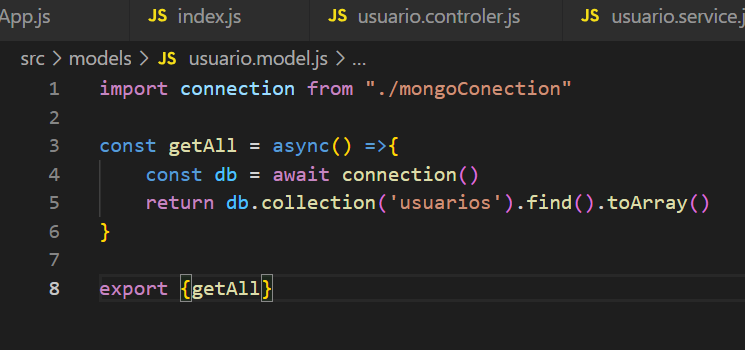 App.js JS index.js JS usuario.controler.js JS usuario.service.j
src > models > JS usuario.model.js > ...
1 import connection from "./mongoConection"
2
3 const getAll = async() =>{
4 const db = await connection()
5 return db.collection('usuarios').find().toArray()
6 }
7
8 export {getAll}